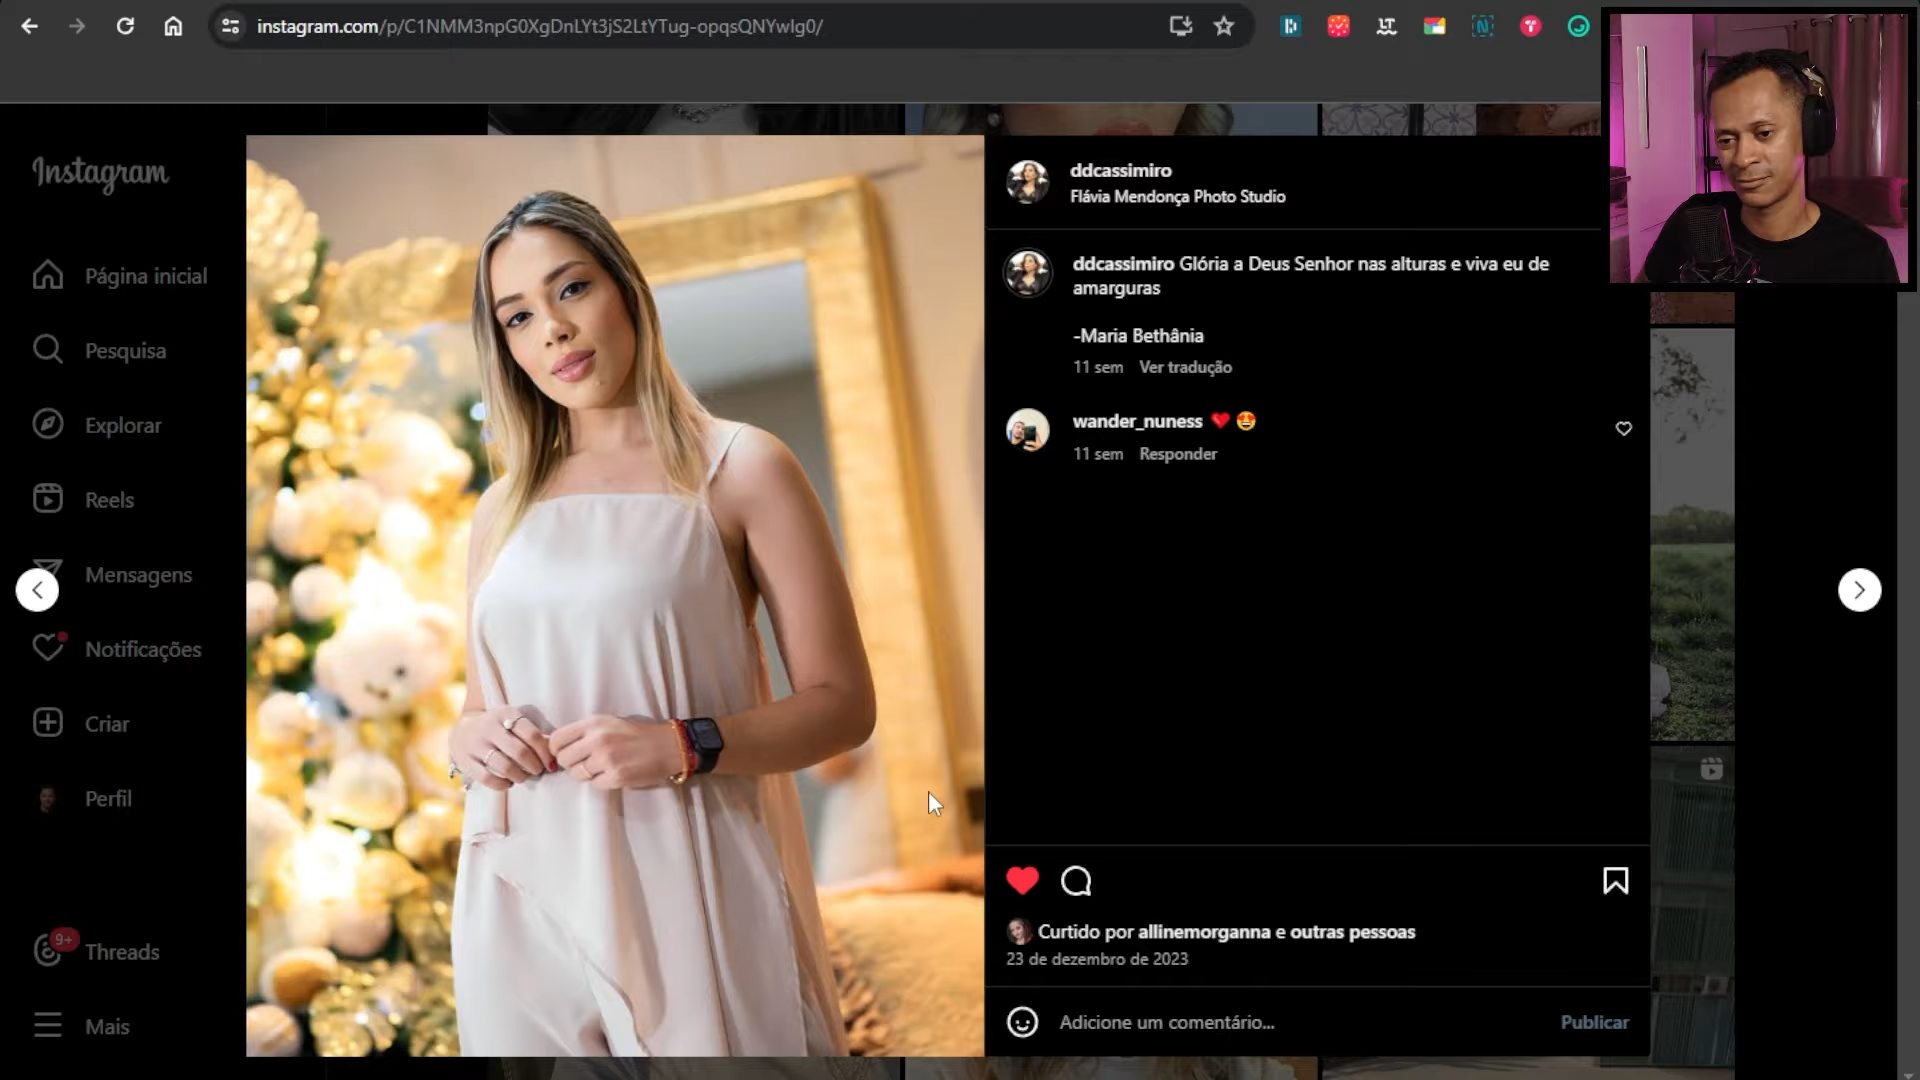 instagram.com/p/C1NMM3npG0XgDnLYt3jS2LtYTug-opqsQNYwIg0/
Instagram
Página inicial
Pesquisa
Explorar
Reels
Mensagens
Notificações
Criar
Perfil
9+
Threads
Mais
ddcassimiro
Flávia Mendonça Photo Studio
ddcassimiro Glória a Deus Senhor nas alturas e viva eu de
amarguras
-Maria Bethânia
11 sem Ver tradução
wander_nuness
11 sem Responder
Curtido por allinemorganna e outras pessoas
23 de dezembro de 2023
Adicione um comentário...
Publicar